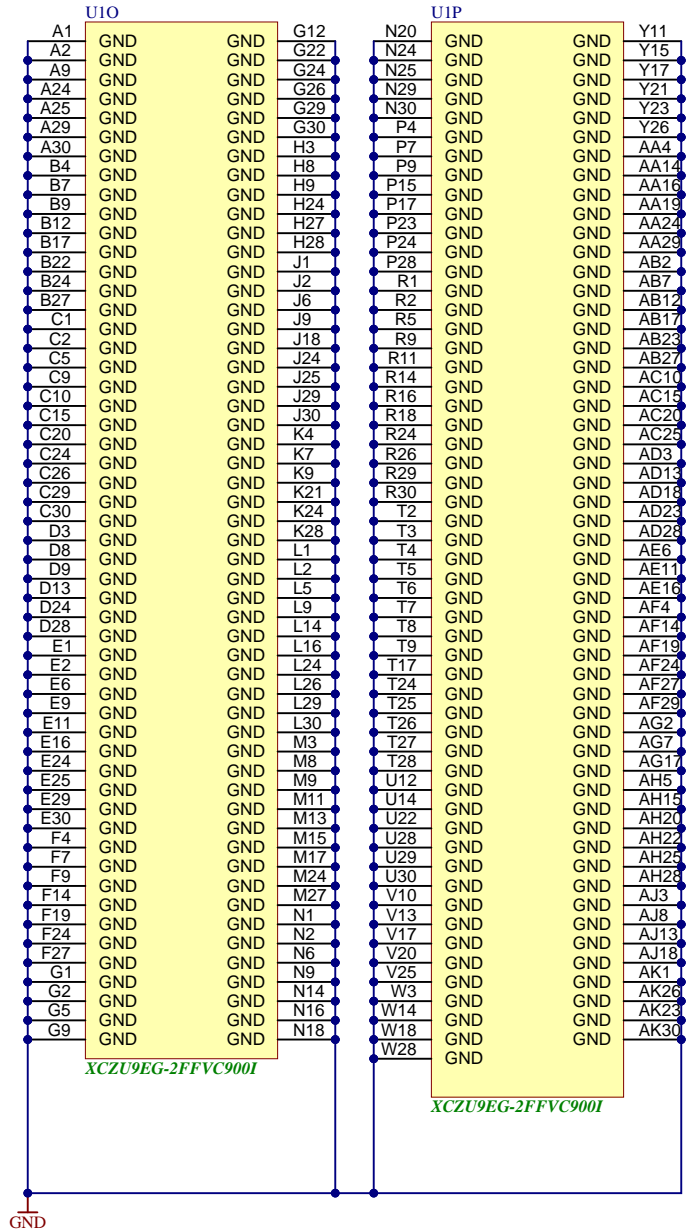 U1O
A1 GND GND G12
A2 GND GND G22
A9 GND GND G24
A24 GND GND G26
A25 GND GND G29
A29 GND GND G30
A30 GND GND H3
B4 GND GND H8
B7 GND GND H9
B9 GND GND H24
B12 GND GND H27
B17 GND GND H28
B22 GND GND J1
B24 GND GND J2
B27 GND GND J6
C1 GND GND J9
C2 GND GND J18
C5 GND GND J24
C9 GND GND J25
C10 GND GND J29
C15 GND GND J30
C20 GND GND K4
C24 GND GND K7
C26 GND GND K9
C29 GND GND K21
C30 GND GND K24
D3 GND GND K28
D8 GND GND L1
D9 GND GND L2
D13 GND GND L5
D24 GND GND L9
D28 GND GND L14
E1 GND GND L16
E2 GND GND L24
E6 GND GND L26
E9 GND GND L29
E11 GND GND L30
E16 GND GND M3
E24 GND GND M8
E25 GND GND M9
E29 GND GND M11
E30 GND GND M13
F4 GND GND M15
F7 GND GND M17
F9 GND GND M24
F14 GND GND M27
F19 GND GND N1
F24 GND GND N2
F27 GND GND N6
G1 GND GND N9
G2 GND GND N14
G5 GND GND N16
G9 GND GND N18
XCZU9EG-2FFVC900I
U1P
N20 GND GND Y11
N24 GND GND Y15
N25 GND GND Y17
N29 GND GND Y21
N30 GND GND Y23
P4 GND GND Y26
P7 GND GND AA4
P9 GND GND AA14
P15 GND GND AA16
P17 GND GND AA19
P23 GND GND AA24
P24 GND GND AA29
P28 GND GND AB2
R1 GND GND AB7
R2 GND GND AB12
R5 GND GND AB17
R9 GND GND AB23
R11 GND GND AB27
R14 GND GND AC10
R16 GND GND AC15
R18 GND GND AC20
R24 GND GND AC25
R26 GND GND AD3
R29 GND GND AD13
R30 GND GND AD18
T2 GND GND AD23
T3 GND GND AD28
T4 GND GND AE6
T5 GND GND AE11
T6 GND GND AE16
T7 GND GND AF4
T8 GND GND AF14
T9 GND GND AF19
T17 GND GND AF24
T24 GND GND AF27
T25 GND GND AF29
T26 GND GND AG2
T27 GND GND AG7
T28 GND GND AG17
U12 GND GND AH5
U14 GND GND AH15
U22 GND GND AH20
U28 GND GND AH22
U29 GND GND AH25
U30 GND GND AH28
V10 GND GND AJ3
V13 GND GND AJ8
V17 GND GND AJ13
V20 GND GND AJ18
V25 GND GND AK1
W3 GND GND AK26
W14 GND GND AK23
W18 GND GND AK30
W28 GND
XCZU9EG-2FFVC900I
GND